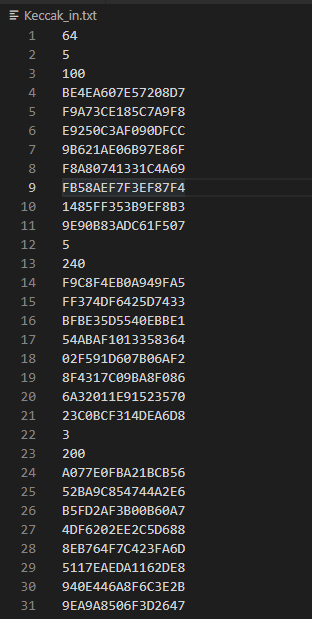 Keccak_in.txt
1 64
2 5
3 100
4 BE4EA607E57208D7
5 F9A73CE185C7A9F8
6 E9250C3AF090DFCC
7 9B621AE06B97E86F
8 F8A80741331C4A69
9 FB58AEF7F3EF87F4
10 1485FF353B9EF8B3
11 9E90B83ADC61F507
12 5
13 240
14 F9C8F4EB0A949FA5
15 FF374DF6425D7433
16 BFBE35D5540EBBE1
17 54ABAF1013358364
18 02F591D607B06AF2
19 8F4317C09BA8F086
20 6A32011E91523570
21 23C0BCF314DEA6D8
22 3
23 200
24 A077E0FBA21BCB56
25 52BA9C854744A2E6
26 B5FD2AF3B00B60A7
27 4DF6202EE2C5D688
28 8EB764F7C423FA6D
29 5117EAEDA1162DE8
30 940E446A8F6C3E2B
31 9EA9A8506F3D2647